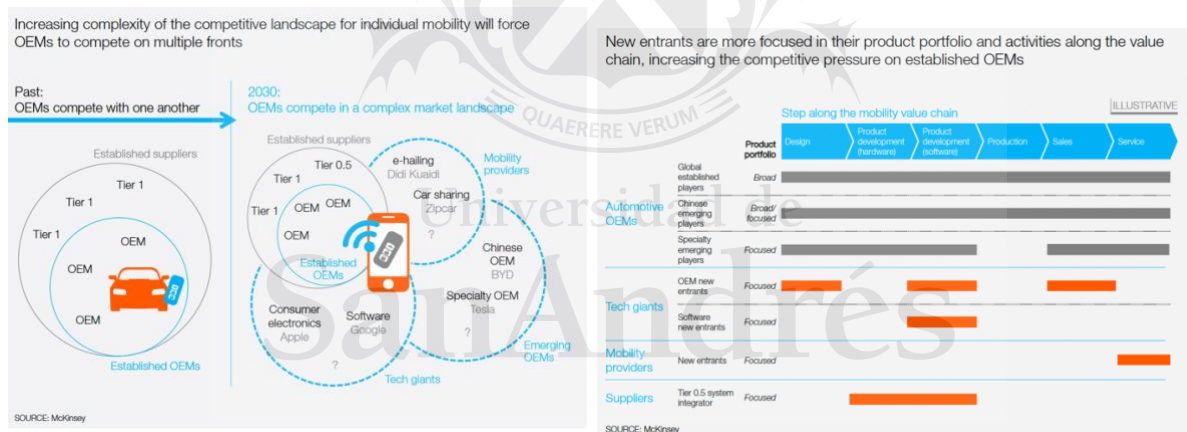 Increasing complexity of the competitive landscape for individual mobility will force
OEMs to compete on multiple fronts
Past:
OEMs compete with one another
2030:
OEMs compete in a complex market landscape
Established suppliers
Tier 1
Tier 1
Tier 1
OEM
OEM
OEM
Established OEMs
Established suppliers
Tier 0.5
Tier 1
Tier 1
OEM
OEM
OEM
Established
OEMs
e-hailing
Didi Kuaidi
Car sharing
Zipcar
?
Mobility
providers
Chinese
OEM
BYD
Specialty OEM
Tesla
?
Emerging
OEMs
Consumer
electronics
Apple
Software
Google
?
Tech giants
SOURCE: McKinsey
New entrants are more focused in their product portfolio and activities along the value
chain, increasing the competitive pressure on established OEMs
ILLUSTRATIVE
Step along the mobility value chain
Product
portfolio
Design
Product
development
(hardware)
Product
development
(software)
Production
Sales
Service
Automotive
OEMs
Global
established
players
Broad
Chinese
emerging
players
Broad/
focused
Specialty
emerging
players
Focused
Tech giants
OEM new
entrants
Focused
Software
new entrants
Focused
Mobility
providers
New entrants
Focused
Suppliers
Tier 0.5 system
integrator
Focused
SOURCE: McKinsey
QUAERERE VERUM
Universidad de
SanAndrés